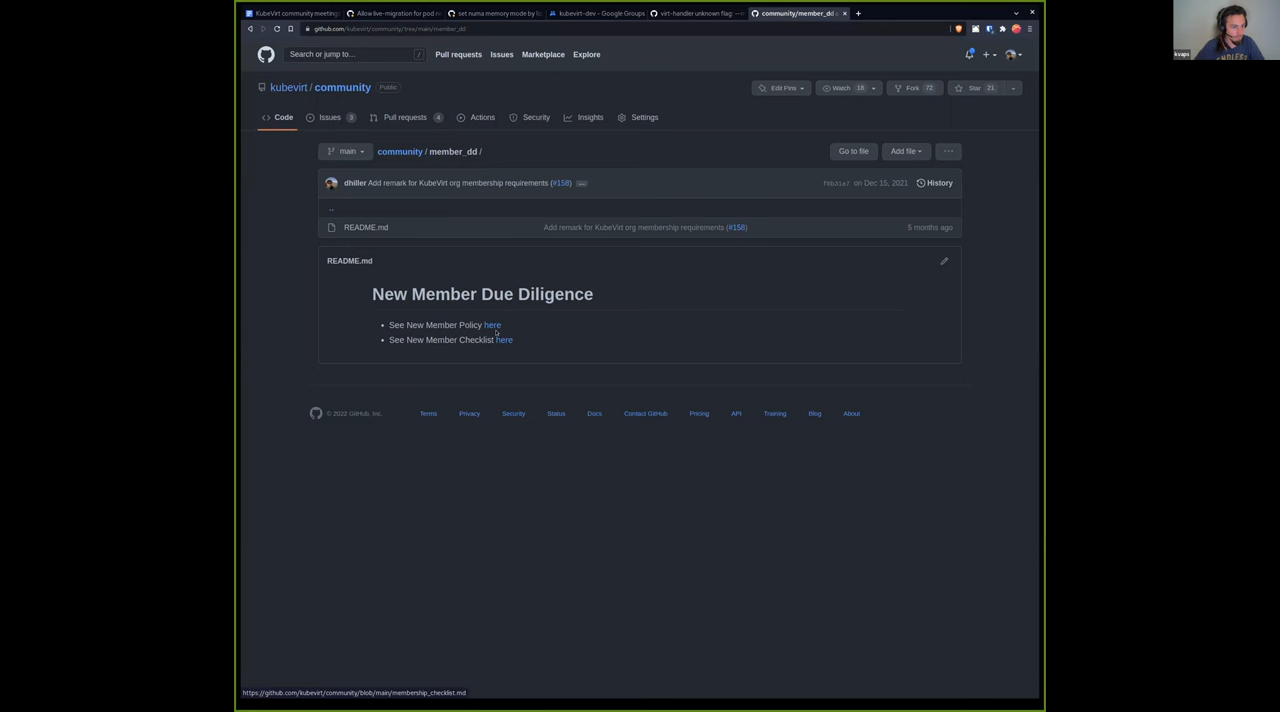 KubeVirt community meeting
Allow live-migration for pod n
set numa memory mode by li
kubevirt-dev - Google Groups
virt-handler unknown flag: --
community/member_dd
github.com/kubevirt/community/tree/main/member_dd
Search or jump to...
/
Pull requests
Issues
Marketplace
Explore
kvaps
kubevirt / community
Public
Edit Pins
Watch 18
Fork 72
Star 21
Code
Issues 3
Pull requests 4
Actions
Security
Insights
Settings
main
community / member_dd /
Go to file
Add file
dhiller Add remark for KubeVirt org membership requirements (#158)
on Dec 15, 2021
History
..
README.md
Add remark for KubeVirt org membership requirements (#158)
5 months ago
README.md
New Member Due Diligence
• See New Member Policy here
• See New Member Checklist here
© 2022 GitHub, Inc.
Terms
Privacy
Security
Status
Docs
Contact GitHub
Pricing
API
Training
Blog
About
https://github.com/kubevirt/community/blob/main/membership_checklist.md